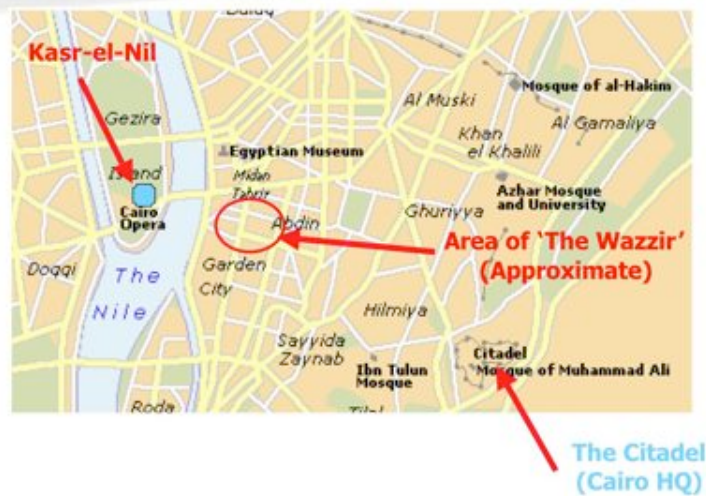 Bulaq
Kasr-el-Nil
Gezira
Island
Cairo
Opera
Doqqi
The
Nile
Roda
Egyptian Museum
Midan
Tahrir
Abdin
Garden
City
Al Muski
Khan
el Khalili
Mosque of al-Hakim
Al Gamaliya
Azhar Mosque
and University
Ghuriyya
Area of ‘The Wazzir’
(Approximate)
Hilmiya
Sayyida
Zaynab
Ibn Tulun
Mosque
Citadel
Mosque of Muhammad Ali
The Citadel
(Cairo HQ)